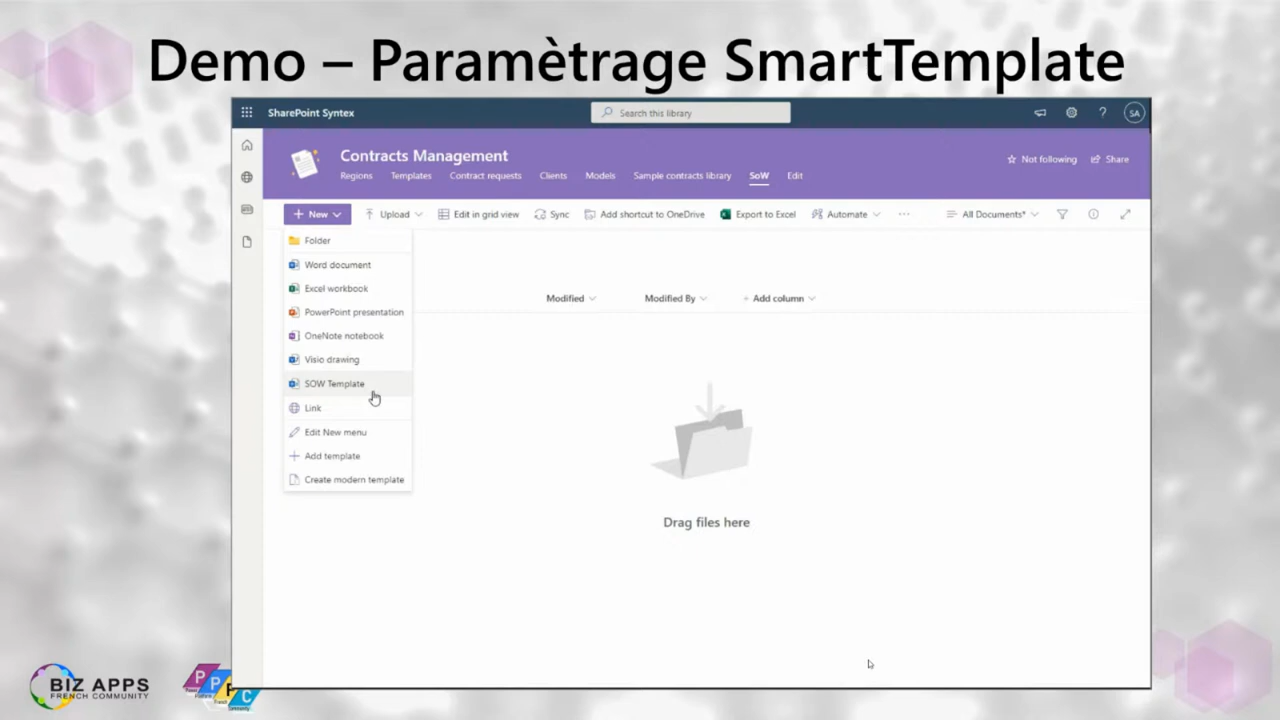 Demo – Paramètrage SmartTemplate
SharePoint Syntex
Search this library
? SA
Contracts Management
Not following Share
Regions Templates Contract requests Clients Models Sample contracts library SoW Edit
+ New Upload Edit in grid view Sync Add shortcut to OneDrive Export to Excel Automate ... All Documents*
Folder
Word document
Excel workbook
Modified Modified By + Add column
PowerPoint presentation
OneNote notebook
Visio drawing
SOW Template
Link
Edit New menu
+ Add template
Create modern template
Drag files here
BIZ APPS
FRENCH COMMUNITY
P P F C